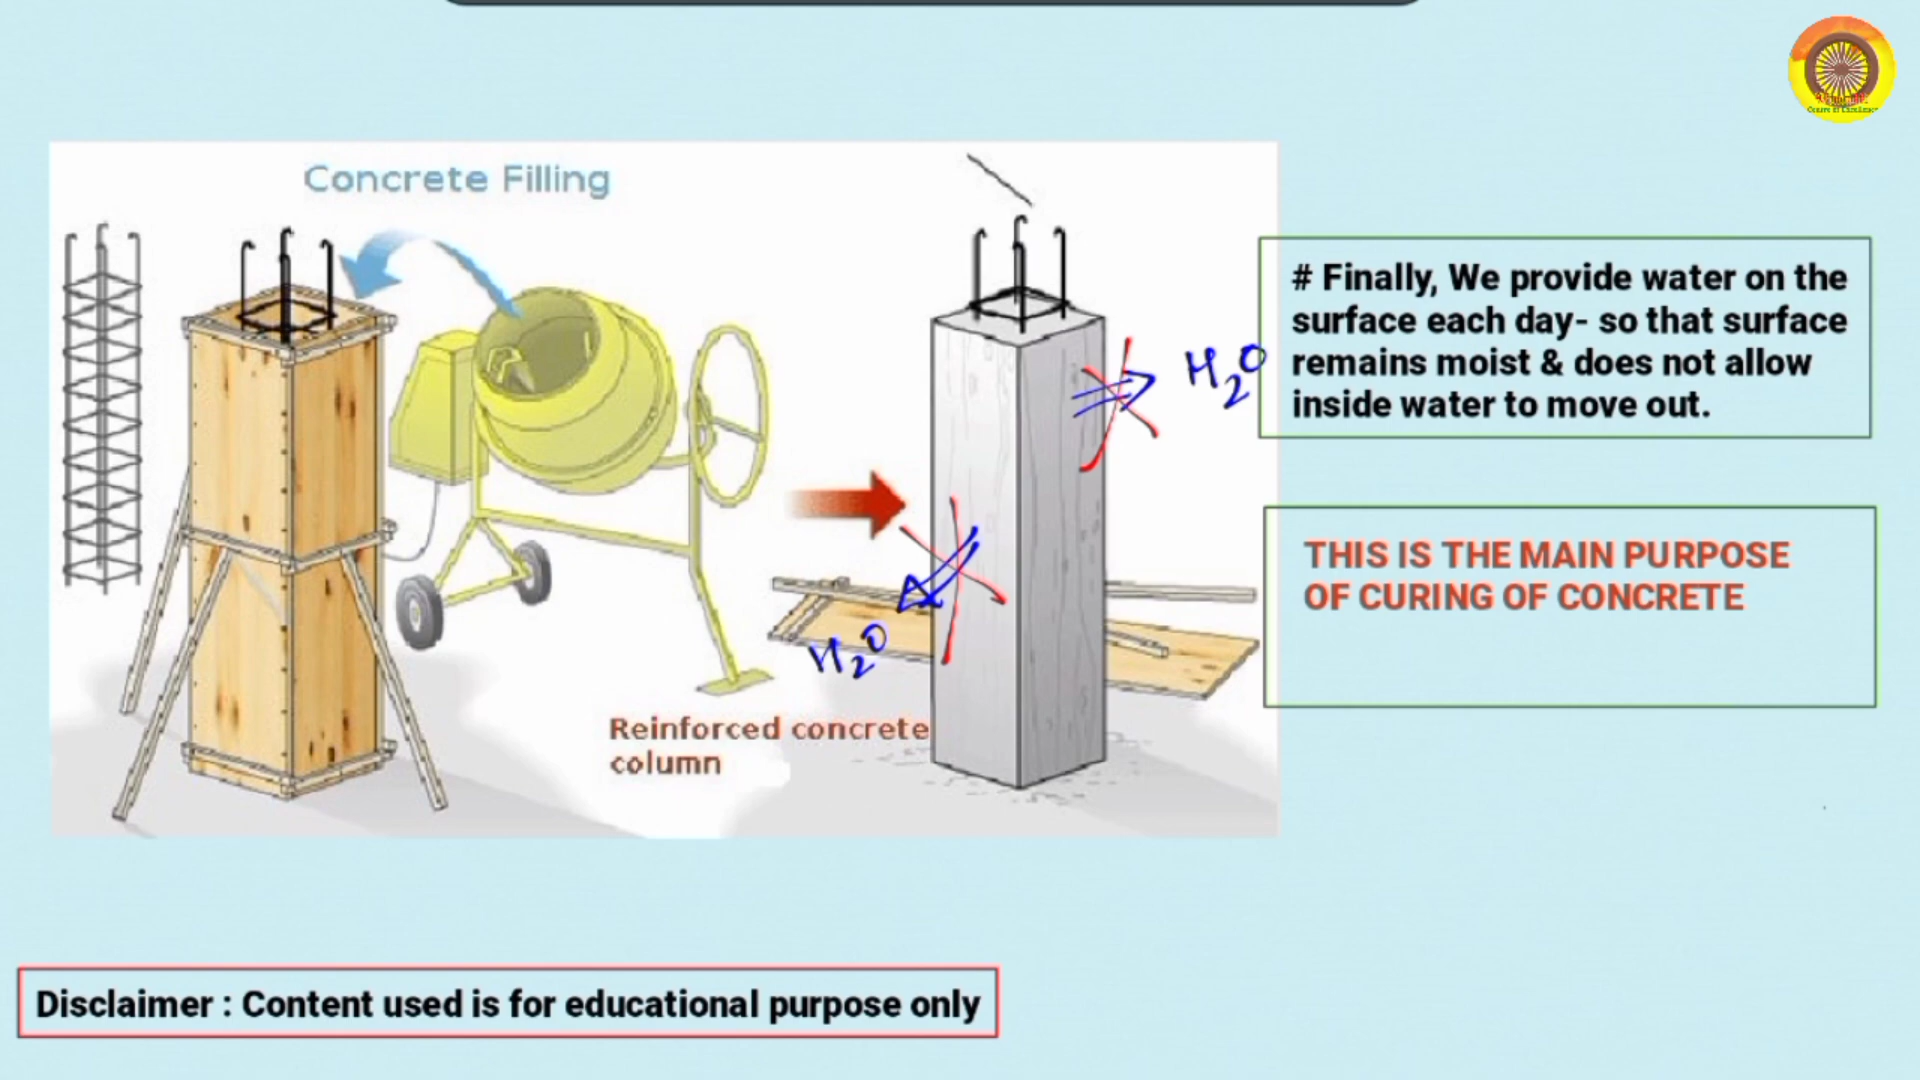 Concrete Filling
# Finally, We provide water on the
surface each day- so that surface
remains moist & does not allow
inside water to move out.
H2O
THIS IS THE MAIN PURPOSE
OF CURING OF CONCRETE
H2O
Reinforced concrete
column
Disclaimer : Content used is for educational purpose only